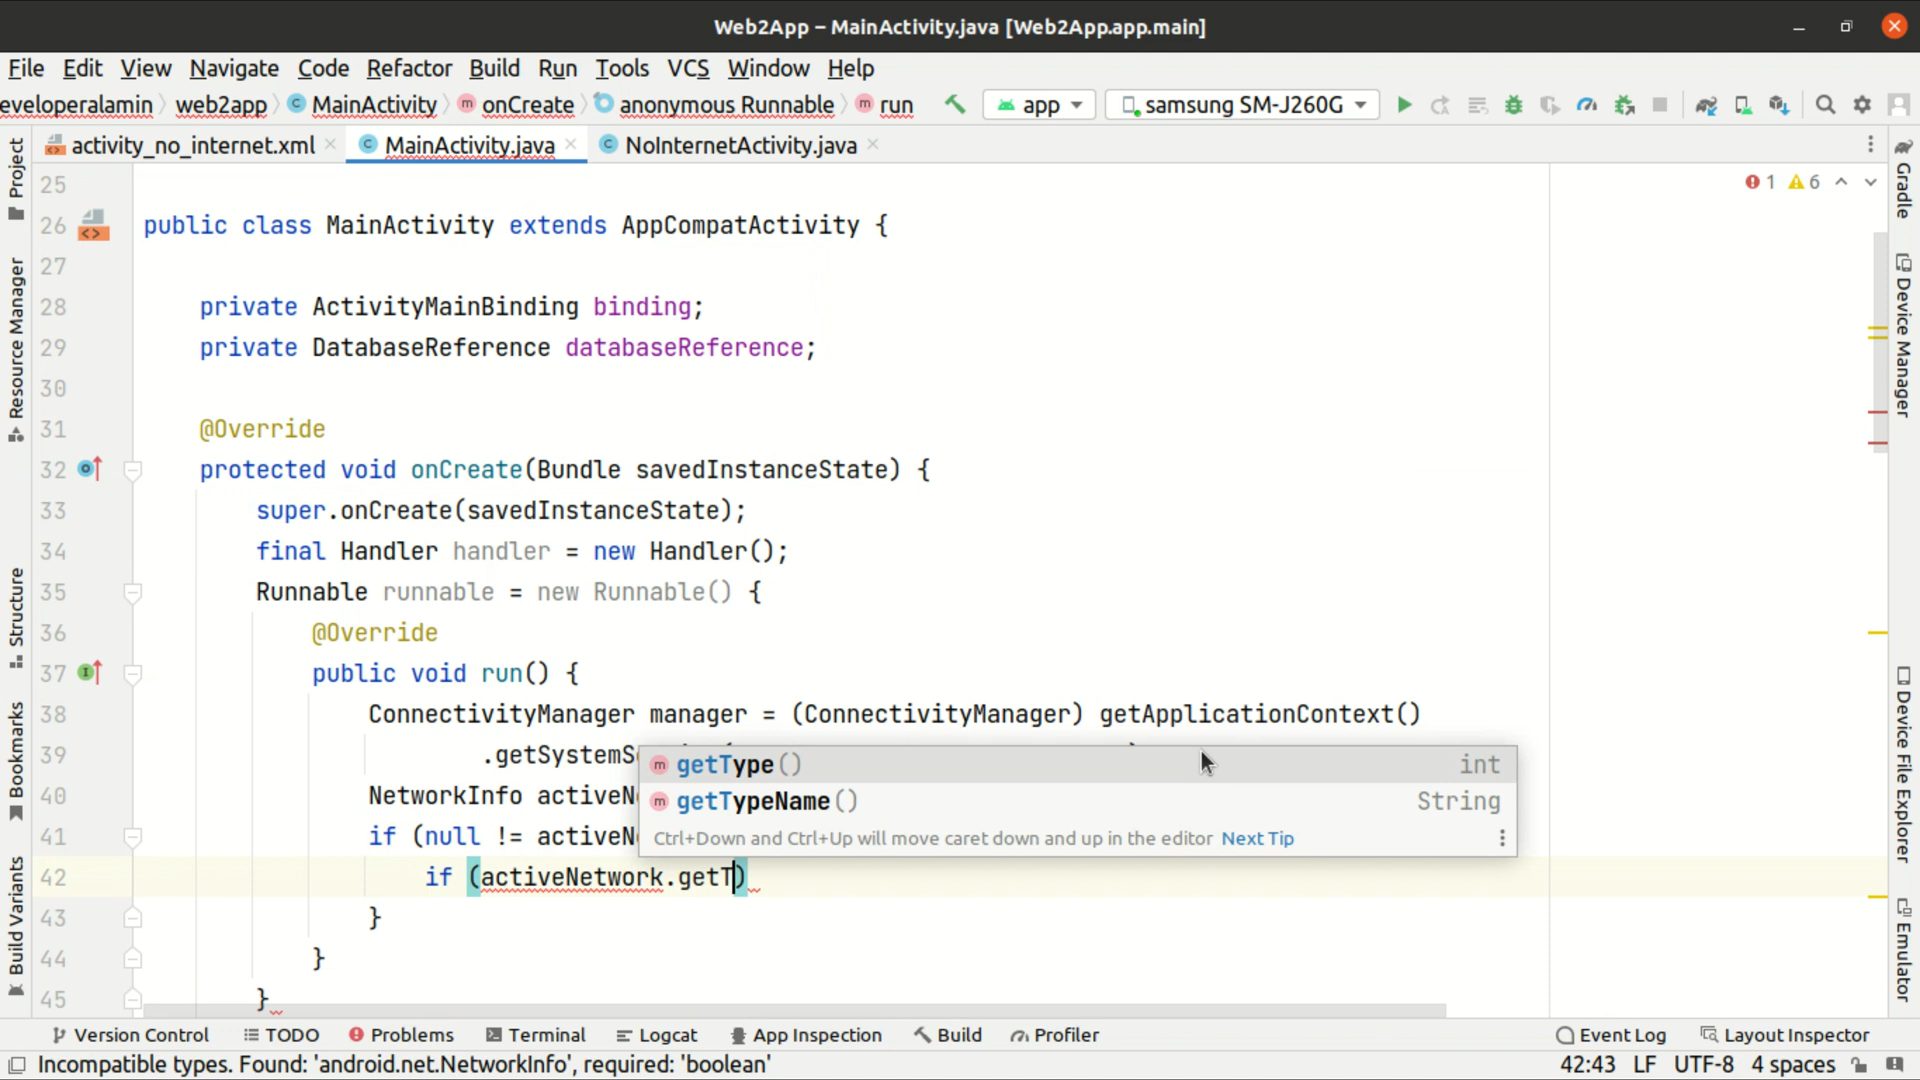 Web2App – MainActivity.java [Web2App.app.main]
File Edit View Navigate Code Refactor Build Run Tools VCS Window Help
eveloperalamin web2app MainActivity onCreate anonymous Runnable run app samsung SM-J260G
activity_no_internet.xml MainActivity.java NoInternetActivity.java
1 6
25
26 public class MainActivity extends AppCompatActivity {
27
28 private ActivityMainBinding binding;
29 private DatabaseReference databaseReference;
30
31 @Override
32 protected void onCreate(Bundle savedInstanceState) {
33 super.onCreate(savedInstanceState);
34 final Handler handler = new Handler();
35 Runnable runnable = new Runnable() {
36 @Override
37 public void run() {
38 ConnectivityManager manager = (ConnectivityManager) getApplicationContext()
39 .getSystemS
40 NetworkInfo activeN
41 if (null != activeN
42 if (activeNetwork.getT)
43 }
44 }
45 }
getType() int
getTypeName() String
Ctrl+Down and Ctrl+Up will move caret down and up in the editor Next Tip
Project
Resource Manager
Structure
Bookmarks
Build Variants
Gradle
Device Manager
Device File Explorer
Emulator
Version Control TODO Problems Terminal Logcat App Inspection Build Profiler Event Log Layout Inspector
Incompatible types. Found: 'android.net.NetworkInfo', required: 'boolean' 42:43 LF UTF-8 4 spaces